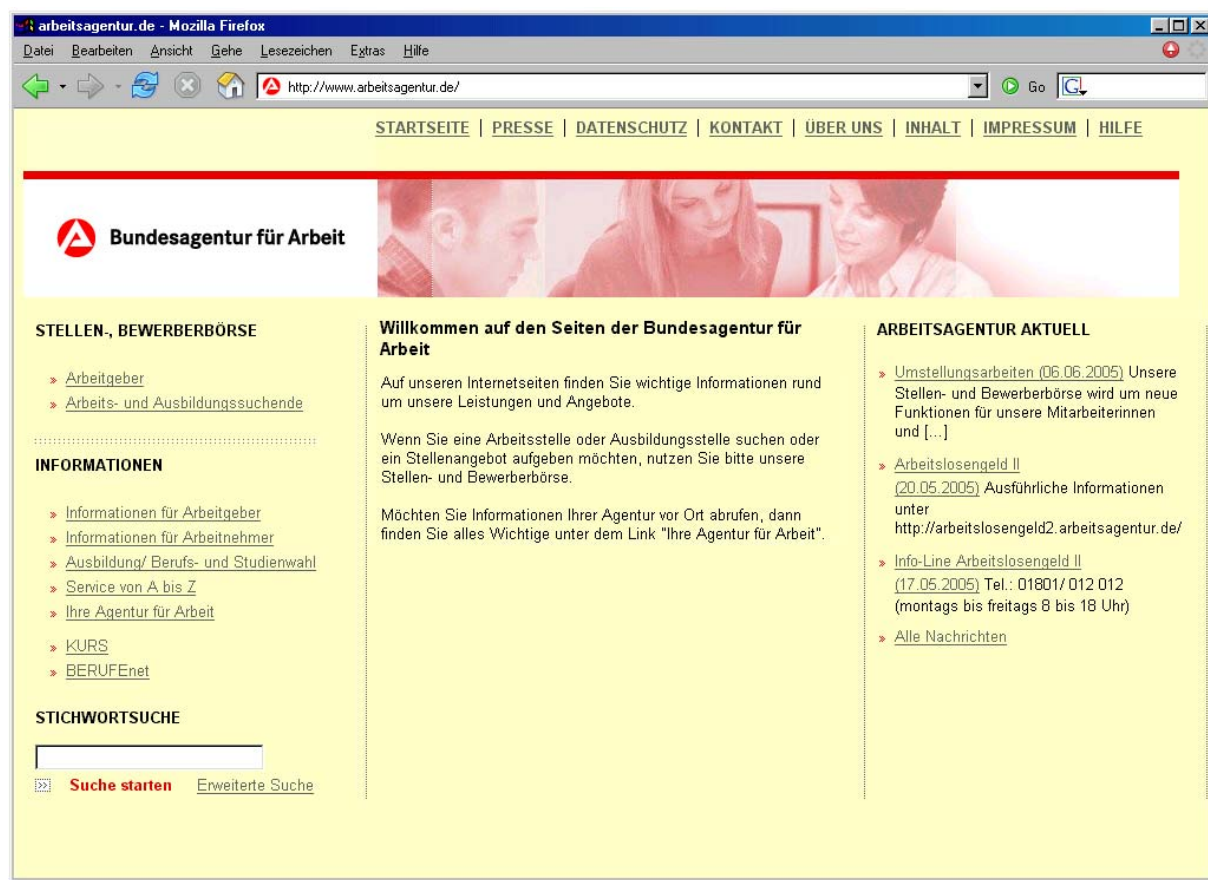 arbeitsagentur.de - Mozilla Firefox
Datei Bearbeiten Ansicht Gehe Lesezeichen Extras Hilfe
http://www.arbeitsagentur.de/ Go G
STARTSEITE | PRESSE | DATENSCHUTZ | KONTAKT | ÜBER UNS | INHALT | IMPRESSUM | HILFE
Bundesagentur für Arbeit
STELLEN-, BEWERBERBÖRSE
» Arbeitgeber
» Arbeits- und Ausbildungssuchende
INFORMATIONEN
» Informationen für Arbeitgeber
» Informationen für Arbeitnehmer
» Ausbildung/ Berufs- und Studienwahl
» Service von A bis Z
» Ihre Agentur für Arbeit
» KURS
» BERUFEnet
STICHWORTSUCHE
Suche starten Erweiterte Suche
Willkommen auf den Seiten der Bundesagentur für
Arbeit
Auf unseren Internetseiten finden Sie wichtige Informationen rund
um unsere Leistungen und Angebote.
Wenn Sie eine Arbeitsstelle oder Ausbildungsstelle suchen oder
ein Stellenangebot aufgeben möchten, nutzen Sie bitte unsere
Stellen- und Bewerberbörse.
Möchten Sie Informationen Ihrer Agentur vor Ort abrufen, dann
finden Sie alles Wichtige unter dem Link "Ihre Agentur für Arbeit".
ARBEITSAGENTUR AKTUELL
» Umstellungsarbeiten (06.06.2005) Unsere
Stellen- und Bewerberbörse wird um neue
Funktionen für unsere Mitarbeiterinnen
und [...]
» Arbeitslosengeld II
(20.05.2005) Ausführliche Informationen
unter
http://arbeitslosengeld2.arbeitsagentur.de/
» Info-Line Arbeitslosengeld II
(17.05.2005) Tel.: 01801/ 012 012
(montags bis freitags 8 bis 18 Uhr)
» Alle Nachrichten